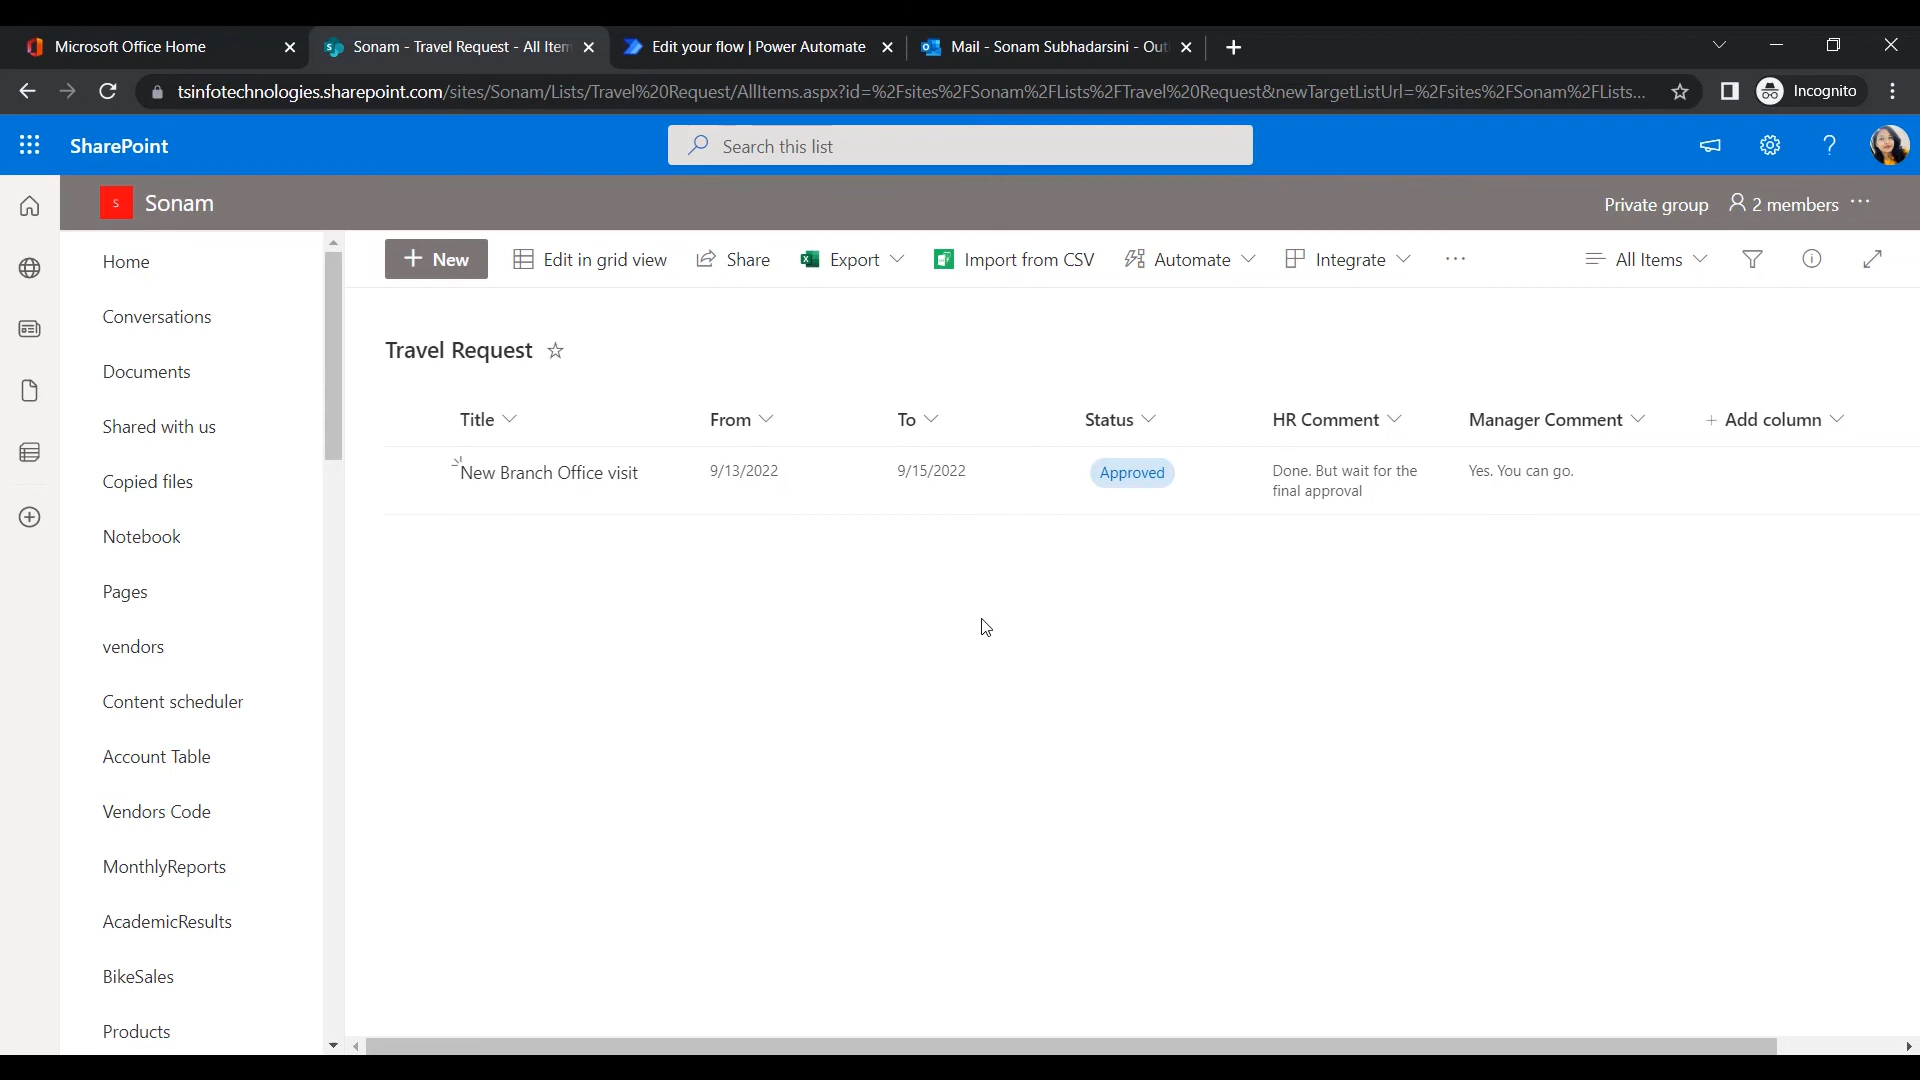 Microsoft Office Home
Sonam - Travel Request - All Item
Edit your flow | Power Automate
Mail - Sonam Subhadarsini - Out
tsinfotechnologies.sharepoint.com/sites/Sonam/Lists/Travel%20Request/AllItems.aspx?id=%2Fsites%2FSonam%2FLists%2FTravel%20Request&newTargetListUrl=%2Fsites%2FSonam%2FLists...
Incognito
SharePoint
Search this list
S
Sonam
Private group
2 members
Home
Conversations
Documents
Shared with us
Copied files
Notebook
Pages
vendors
Content scheduler
Account Table
Vendors Code
MonthlyReports
AcademicResults
BikeSales
Products
New
Edit in grid view
Share
Export
Import from CSV
Automate
Integrate
All Items
Travel Request
Title
From
To
Status
HR Comment
Manager Comment
+ Add column
New Branch Office visit
9/13/2022
9/15/2022
Approved
Done. But wait for the
final approval
Yes. You can go.